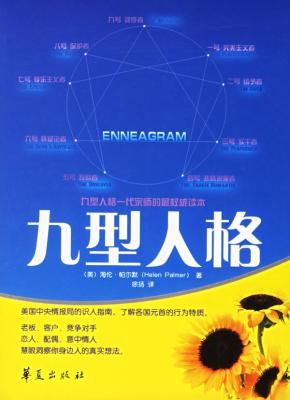 九号 调停者
八号 保护者
一号 完美主义者
七号 享乐主义者
二号 给予者
ENNEAGRAM
六号 怀疑论者
三号 实干者
五号 观察者
THE OBSERVER
四号 悲情浪漫者
THE TRAGIC ROMANTIC
九型人格一代宗师的最权威读本
九型人格
(美)海伦·帕尔默(Helen Palmer) 著
徐扬 译
美国中央情报局的识人指南,了解各国元首的行为特质。
老板、客户、竞争对手
恋人、配偶、意中人
慧眼洞察你身边人的真实想法。
华夏出版社